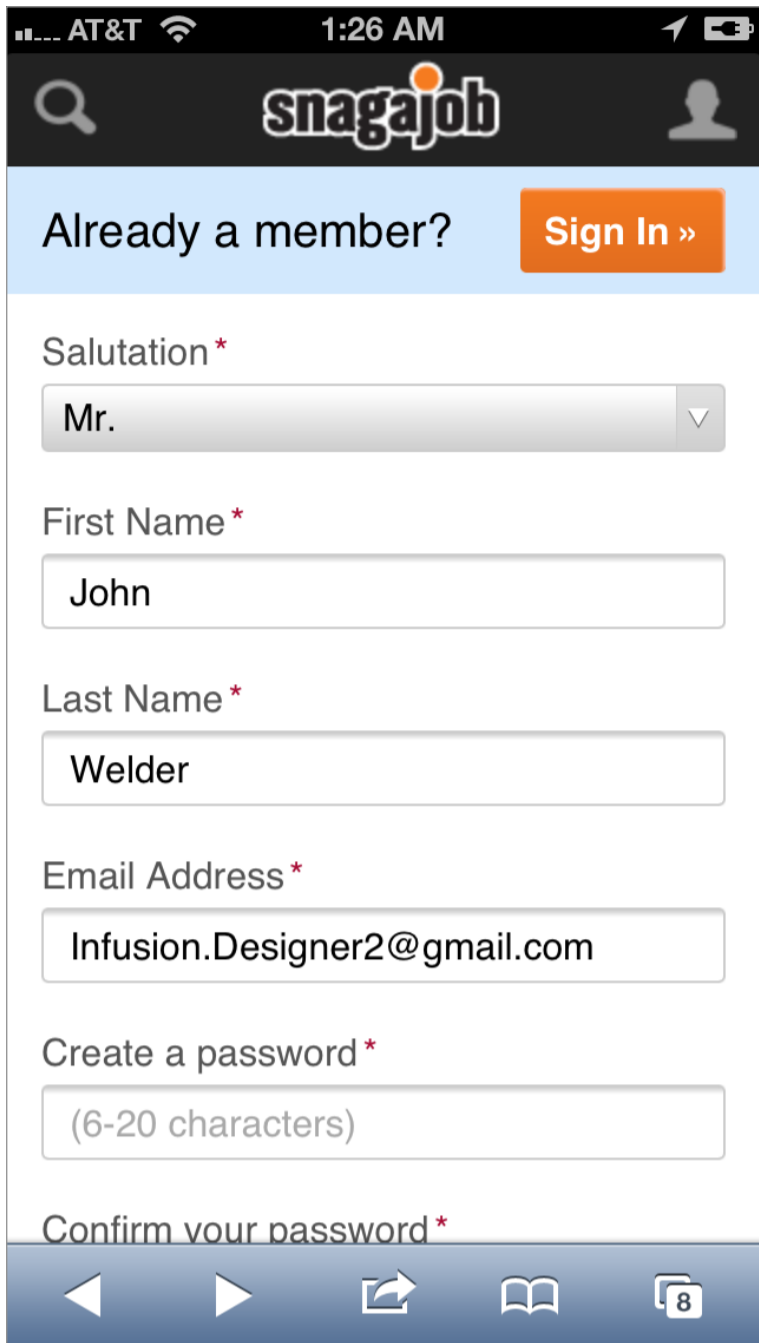 AT&T 1:26 AM
snagajob
Already a member? Sign In »
Salutation*
Mr.
First Name*
John
Last Name*
Welder
Email Address*
Infusion.Designer2@gmail.com
Create a password*
(6-20 characters)
Confirm your password*
8